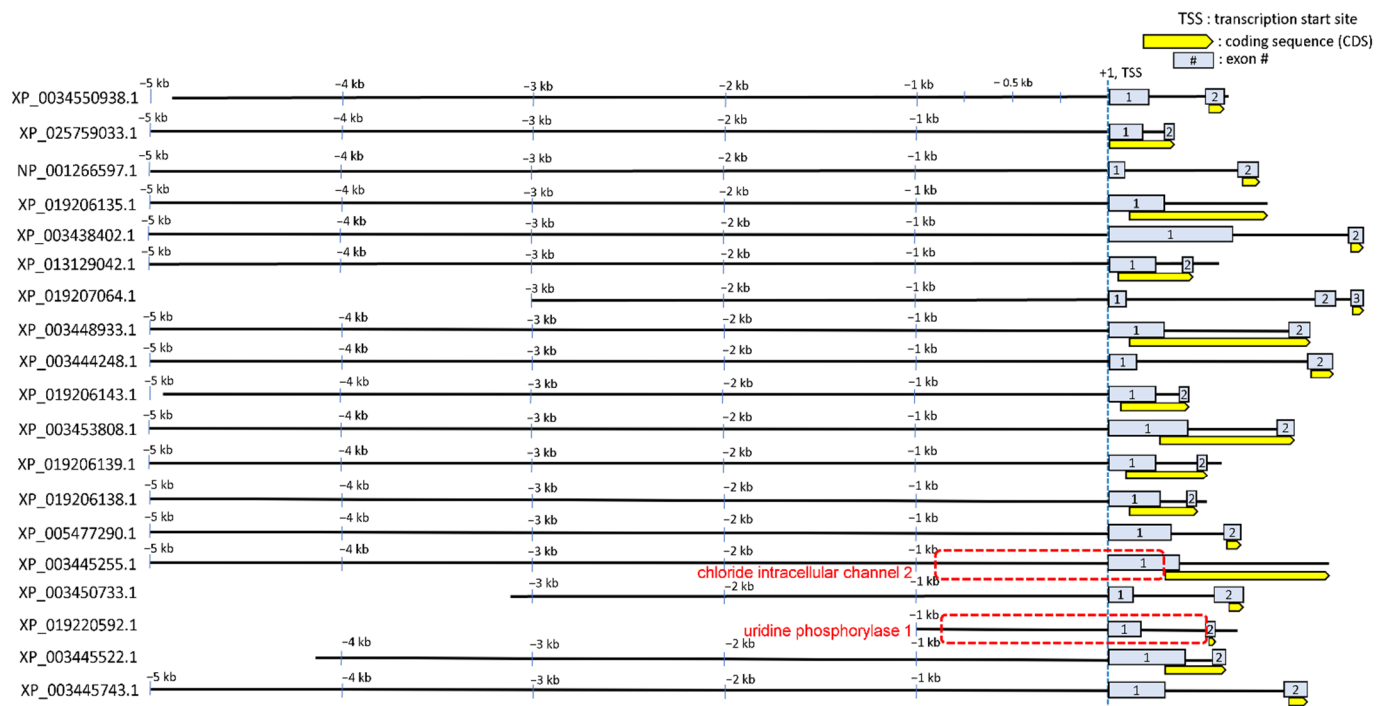 TSS : transcription start site
: coding sequence (CDS)
# : exon #
+1, TSS
XP_0034550938.1 −5 kb −4 kb −3 kb −2 kb −1 kb − 0.5 kb 1 2
XP_025759033.1 −5 kb −4 kb −3 kb −2 kb −1 kb 1 2
NP_001266597.1 −5 kb −4 kb −3 kb −2 kb −1 kb 1 2
XP_019206135.1 −5 kb −4 kb −3 kb −2 kb −1 kb 1
XP_003438402.1 −5 kb −4 kb −3 kb −2 kb −1 kb 1 2
XP_013129042.1 −5 kb −4 kb −3 kb −2 kb −1 kb 1 2
XP_019207064.1 −3 kb −2 kb −1 kb 1 2 3
XP_003448933.1 −5 kb −4 kb −3 kb −2 kb −1 kb 1 2
XP_003444248.1 −5 kb −4 kb −3 kb −2 kb −1 kb 1 2
XP_019206143.1 −5 kb −4 kb −3 kb −2 kb −1 kb 1 2
XP_003453808.1 −5 kb −4 kb −3 kb −2 kb −1 kb 1 2
XP_019206139.1 −5 kb −4 kb −3 kb −2 kb −1 kb 1 2
XP_019206138.1 −5 kb −4 kb −3 kb −2 kb −1 kb 1 2
XP_005477290.1 −5 kb −4 kb −3 kb −2 kb −1 kb 1 2
XP_003445255.1 −5 kb −4 kb −3 kb −2 kb −1 kb 1
chloride intracellular channel 2
XP_003450733.1 −3 kb −2 kb −1 kb 1 2
XP_019220592.1 −1 kb 1 2
uridine phosphorylase 1
XP_003445522.1 −4 kb −3 kb −2 kb −1 kb 1 2
XP_003445743.1 −5 kb −4 kb −3 kb −2 kb −1 kb 1 2